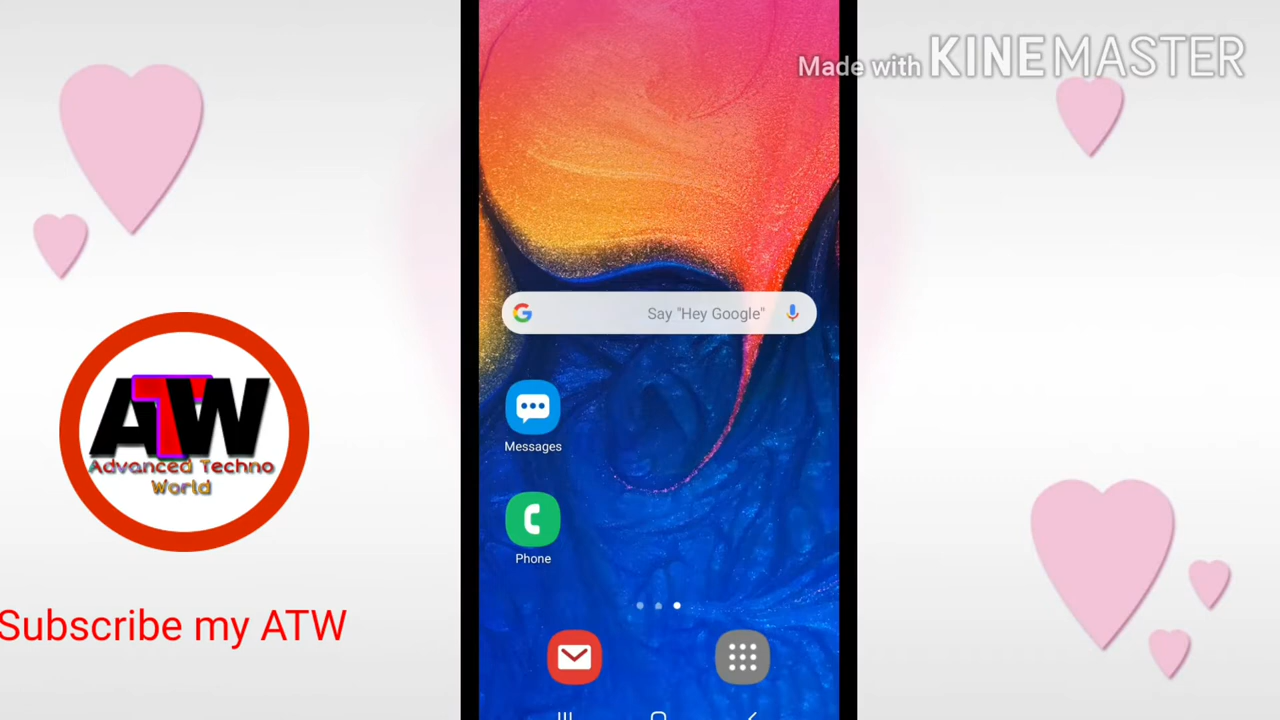 Made with KINEMASTER
Say "Hey Google"
Messages
Phone
ATW
Advanced Techno
World
Subscribe my ATW